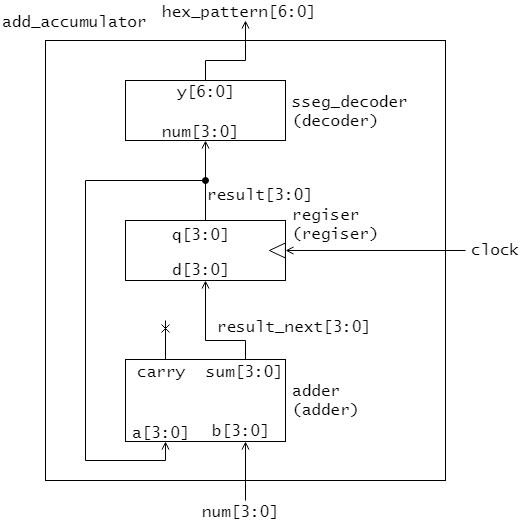 hex_pattern[6:0]
add_accumulator
y[6:0]
sseg_decoder
(decoder)
num[3:0]
result[3:0]
regiser
(regiser)
q[3:0]
clock
d[3:0]
result_next[3:0]
carry sum[3:0]
adder
(adder)
a[3:0] b[3:0]
num[3:0]